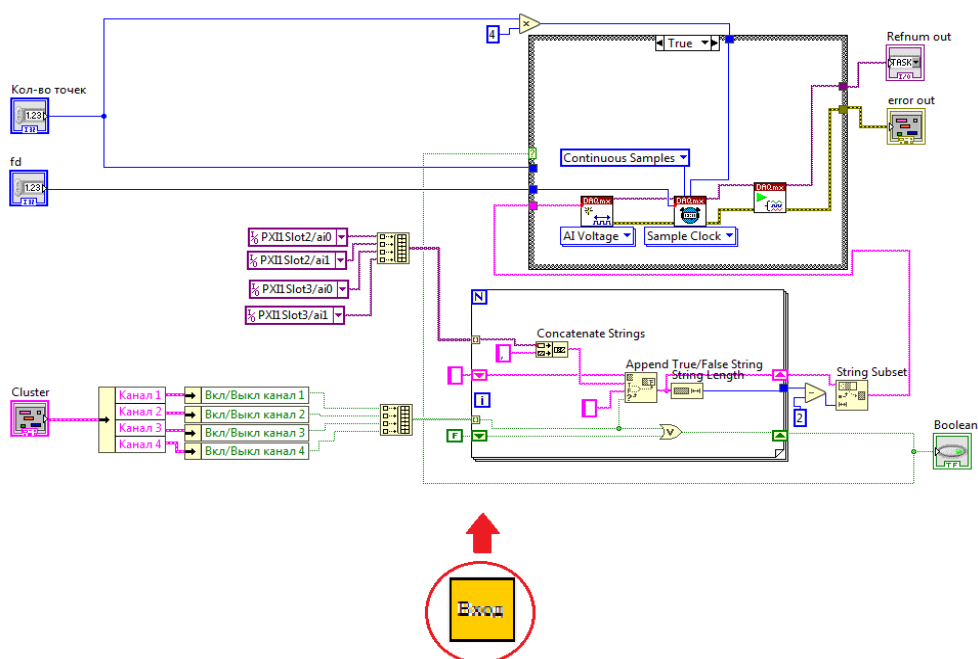 4
True
Refnum out
TASK
I/O
Кол-во точек
1.23
error out
fd
1.23
?
Continuous Samples
DAQmx
DAQmx
DAQmx
AI Voltage
Sample Clock
PXI1Slot2/ai0
PXI1Slot2/ai1
PXI1Slot3/ai0
PXI1Slot3/ai1
N
Concatenate Strings
,
Append True/False String
String Length
String Subset
i
2
F
Cluster
Канал 1
Вкл/Выкл канал 1
Канал 2
Вкл/Выкл канал 2
Канал 3
Вкл/Выкл канал 3
Канал 4
Вкл/Выкл канал 4
Boolean
TF
Вход